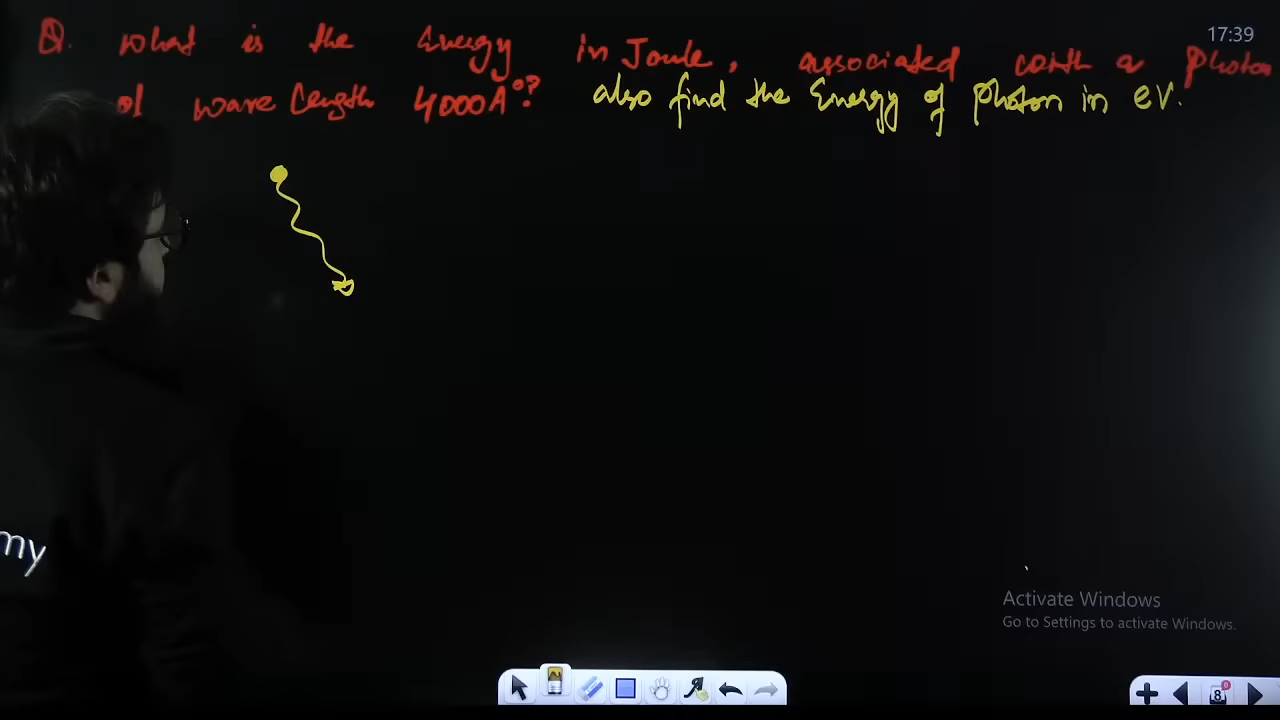 17:39
Q. what is the Energy in Joule, associated with a photon
of wave length 4000A°? also find the Energy of photon in eV.
my
Activate Windows
Go to Settings to activate Windows.
8